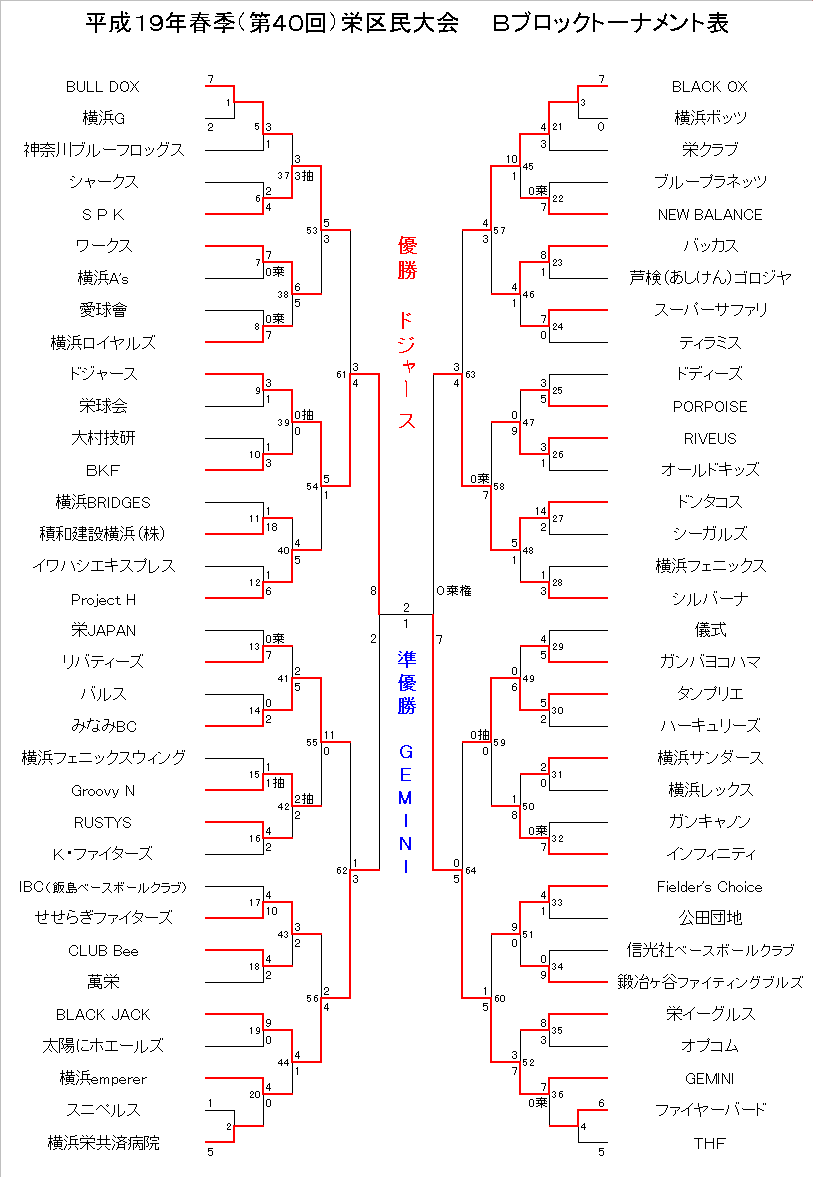 平成19年春季(第40回)栄区民大会 Bブロックトーナメント表
BULL DOX
横浜G
神奈川ブルーフロッグス
シャークス
SPK
ワークス
横浜A's
愛球會
横浜ロイヤルズ
ドジャース
栄球会
大村技研
BKF
横浜BRIDGES
積和建設横浜(株)
イワハシエキスプレス
Project H
栄JAPAN
リバティーズ
バルス
みなみBC
横浜フェニックスウィング
Groovy N
RUSTYS
K・ファイターズ
IBC(飯島ベースボールクラブ)
せせらぎファイターズ
CLUB Bee
萬栄
BLACK JACK
太陽にホエールズ
横浜emperer
スニベルス
横浜栄共済病院
7
2
1
5
3
1
6
2
4
37
3
3抽
7
7
0棄
8
0棄
7
38
6
5
53
5
3
9
3
1
10
1
3
39
0抽
0
11
1
18
12
1
6
40
4
5
54
5
1
61
3
4
13
0棄
7
14
0
2
41
2
5
15
1
1抽
16
4
2
42
2抽
2
55
11
0
17
4
10
18
4
2
43
3
2
19
9
0
20
4
0
1
5
2
44
4
1
56
2
4
62
1
3
8
2
優勝 ドジャース
2
1
準優勝 GEMINI
0棄権
7
7
0
3
4
3
21
0棄
7
22
10
1
45
8
1
23
7
0
24
4
1
46
4
3
57
3
5
25
3
1
26
0
9
47
14
2
27
1
3
28
5
1
48
0棄
7
58
3
4
63
4
5
29
5
2
30
0
6
49
2
0
31
0棄
7
32
1
8
50
0抽
0
59
4
1
33
0
9
34
9
0
51
8
3
35
7
0棄
36
6
5
4
3
7
52
1
5
60
0
5
64
BLACK OX
横浜ボッツ
栄クラブ
ブループラネッツ
NEW BALANCE
バッカス
芦検(あしけん)ゴロジヤ
スーパーサファリ
ティラミス
ドディーズ
PORPOISE
RIVEUS
オールドキッズ
ドンタコス
シーガルズ
横浜フェニックス
シルバーナ
儀式
ガンバヨコハマ
タンブリエ
ハーキュリーズ
横浜サンダース
横浜レックス
ガンキャノン
インフィニティ
Fielder's Choice
公田団地
信光社ベースボールクラブ
鍛冶ヶ谷ファイティングブルズ
栄イーグルス
オプコム
GEMINI
ファイヤーバード
THF